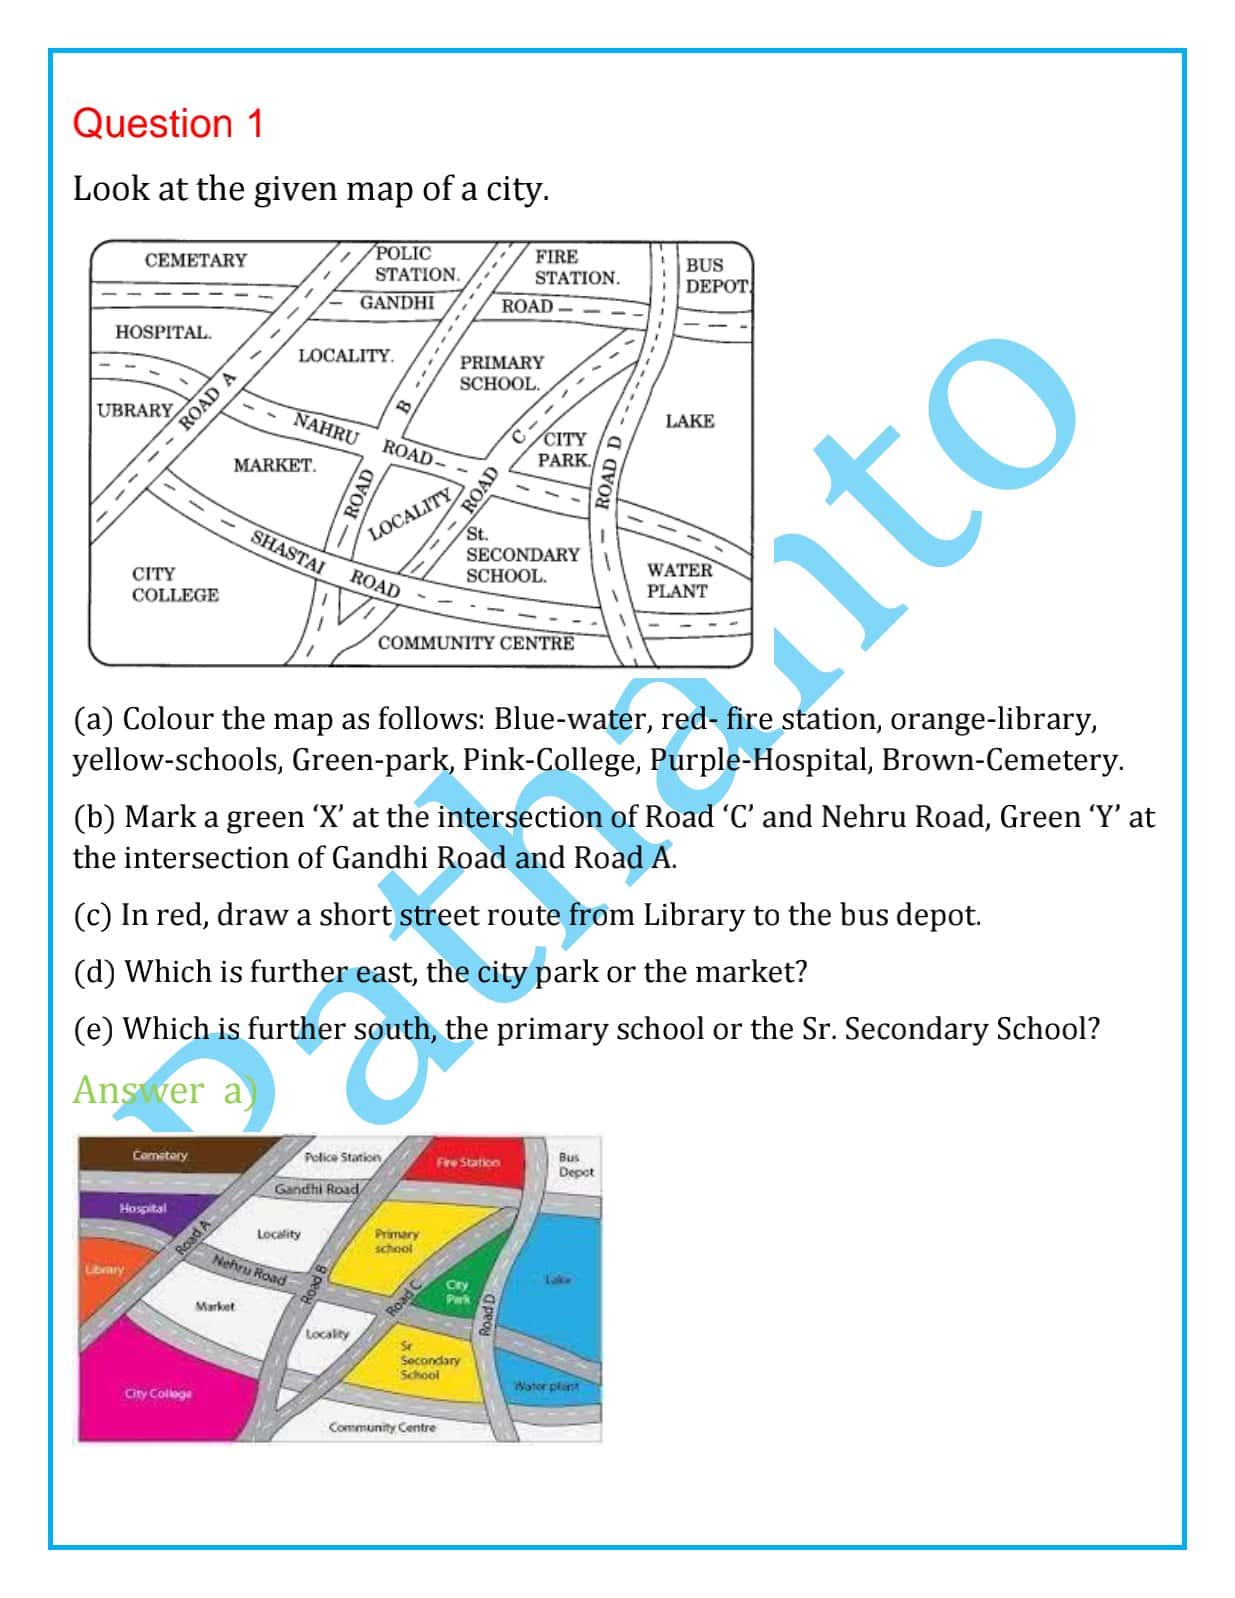 Question 1
Look at the given map of a city.
CEMETARY
POLIC
STATION.
FIRE
STATION.
BUS
DEPOT.
GANDHI
ROAD
HOSPITAL.
LOCALITY.
PRIMARY
SCHOOL.
ROAD A
UBRARY
B
NAHRU
ROAD
C
CITY
PARK.
LAKE
ROAD D
MARKET.
ROAD
LOCALITY
ROAD
St.
SECONDARY
SCHOOL.
SHASTAI
ROAD
CITY
COLLEGE
WATER
PLANT
COMMUNITY CENTRE
(a) Colour the map as follows: Blue-water, red- fire station, orange-library,
yellow-schools, Green-park, Pink-College, Purple-Hospital, Brown-Cemetery.
(b) Mark a green ‘X’ at the intersection of Road ‘C’ and Nehru Road, Green ‘Y’ at
the intersection of Gandhi Road and Road A.
(c) In red, draw a short street route from Library to the bus depot.
(d) Which is further east, the city park or the market?
(e) Which is further south, the primary school or the Sr. Secondary School?
Answer a)
Cemetery
Police Station
Fire Station
Bus
Depot
Gandhi Road
Hospital
Road A
Locality
Primary
school
Library
Nehru Road
Road B
Road C
City
Park
Lake
Road D
Market
Locality
Sr
Secondary
School
City College
Water plant
Community Centre
Pathanto